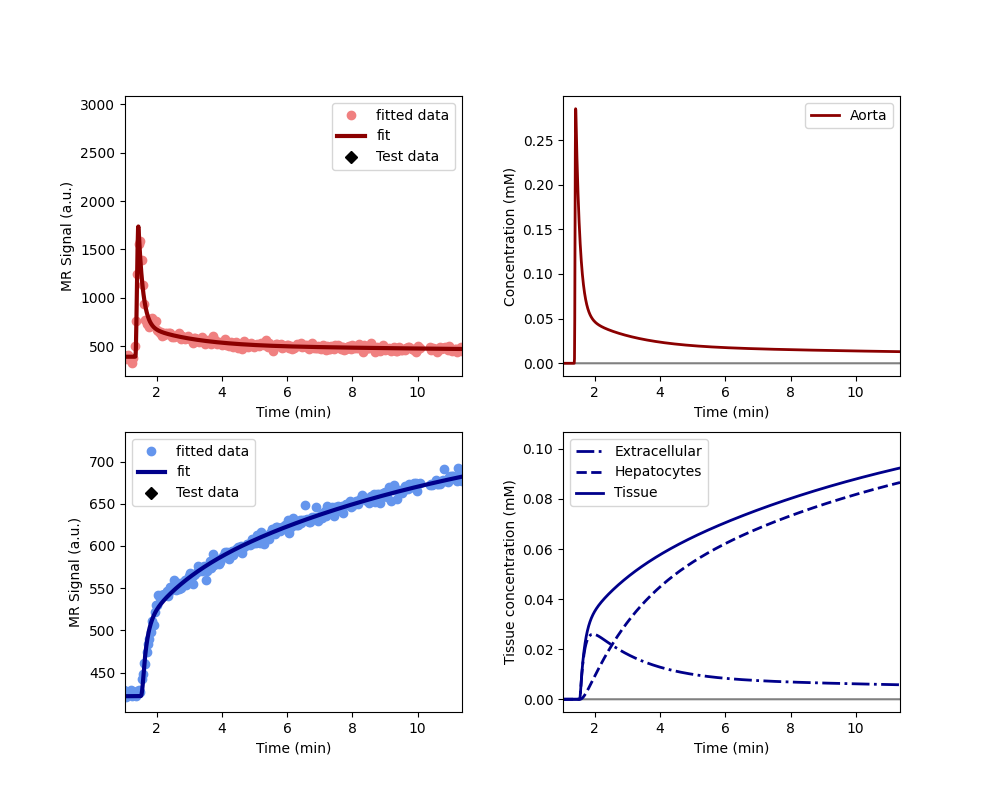 3000
2500
2000
1500
1000
500
MR Signal (a.u.)
fitted data
fit
Test data
2 4 6 8 10
Time (min)
0.25
0.20
0.15
0.10
0.05
0.00
Concentration (mM)
Aorta
2 4 6 8 10
Time (min)
700
650
600
550
500
450
MR Signal (a.u.)
fitted data
fit
Test data
2 4 6 8 10
Time (min)
0.10
0.08
0.06
0.04
0.02
0.00
Tissue concentration (mM)
Extracellular
Hepatocytes
Tissue
2 4 6 8 10
Time (min)